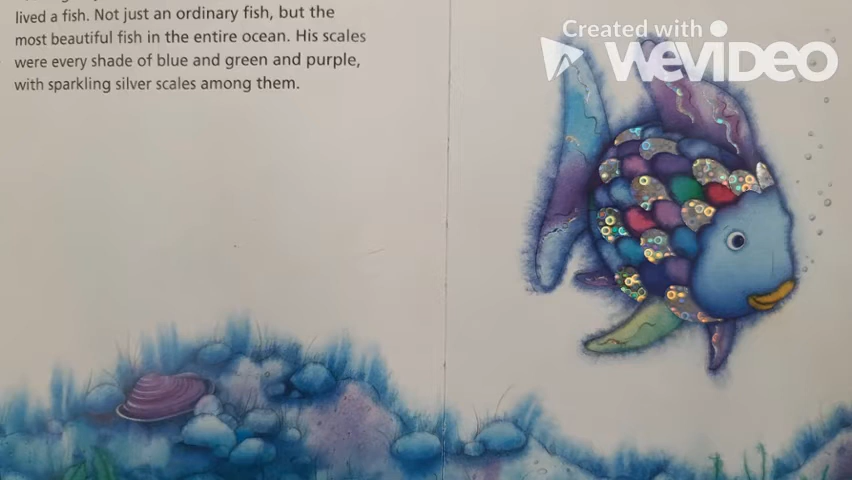 lived a fish. Not just an ordinary fish, but the
most beautiful fish in the entire ocean. His scales
were every shade of blue and green and purple,
with sparkling silver scales among them.
Created with
WeVideo